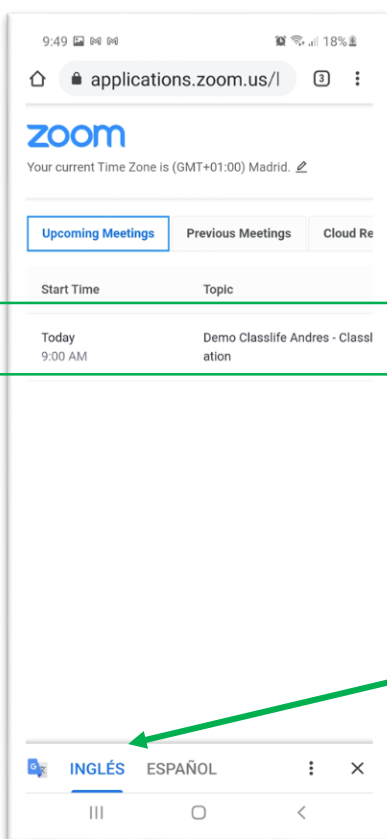 9:49 18%
applications.zoom.us/l 3
zoom
Your current Time Zone is (GMT+01:00) Madrid.
Upcoming Meetings Previous Meetings Cloud Re
Start Time Topic
Today Demo Classlife Andres - Classl
9:00 AM ation
INGLÉS ESPAÑOL